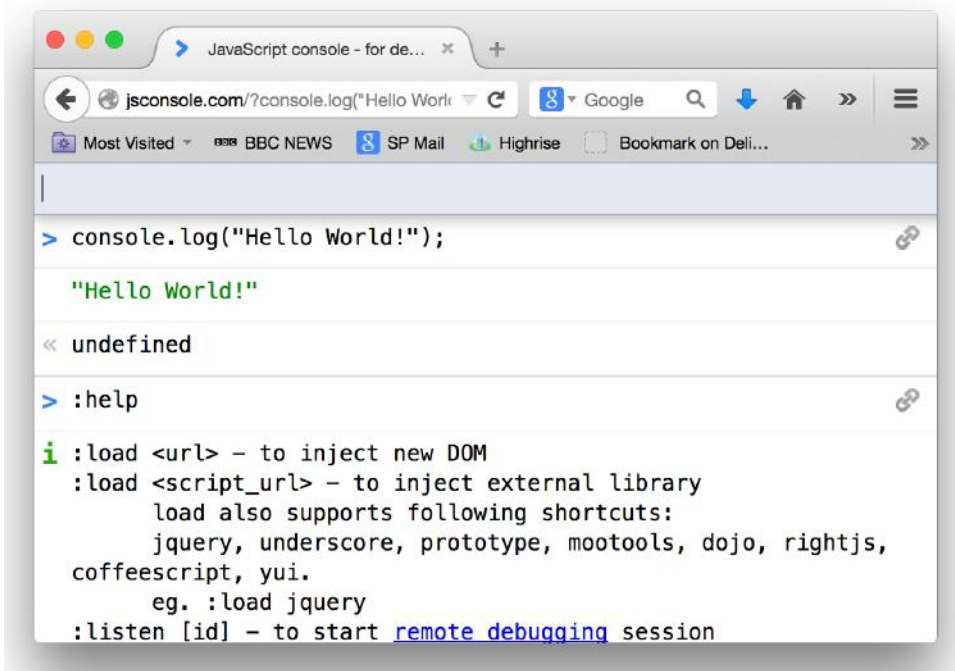 JavaScript console - for de...
jsconsole.com/?console.log("Hello Worl
Google
Most Visited
BBC NEWS
SP Mail
Highrise
Bookmark on Deli...
> console.log("Hello World!");
"Hello World!"
« undefined
> :help
i :load <url> – to inject new DOM
:load <script_url> – to inject external library
load also supports following shortcuts:
jquery, underscore, prototype, mootools, dojo, rightjs,
coffeescript, yui.
eg. :load jquery
:listen [id] – to start remote debugging session